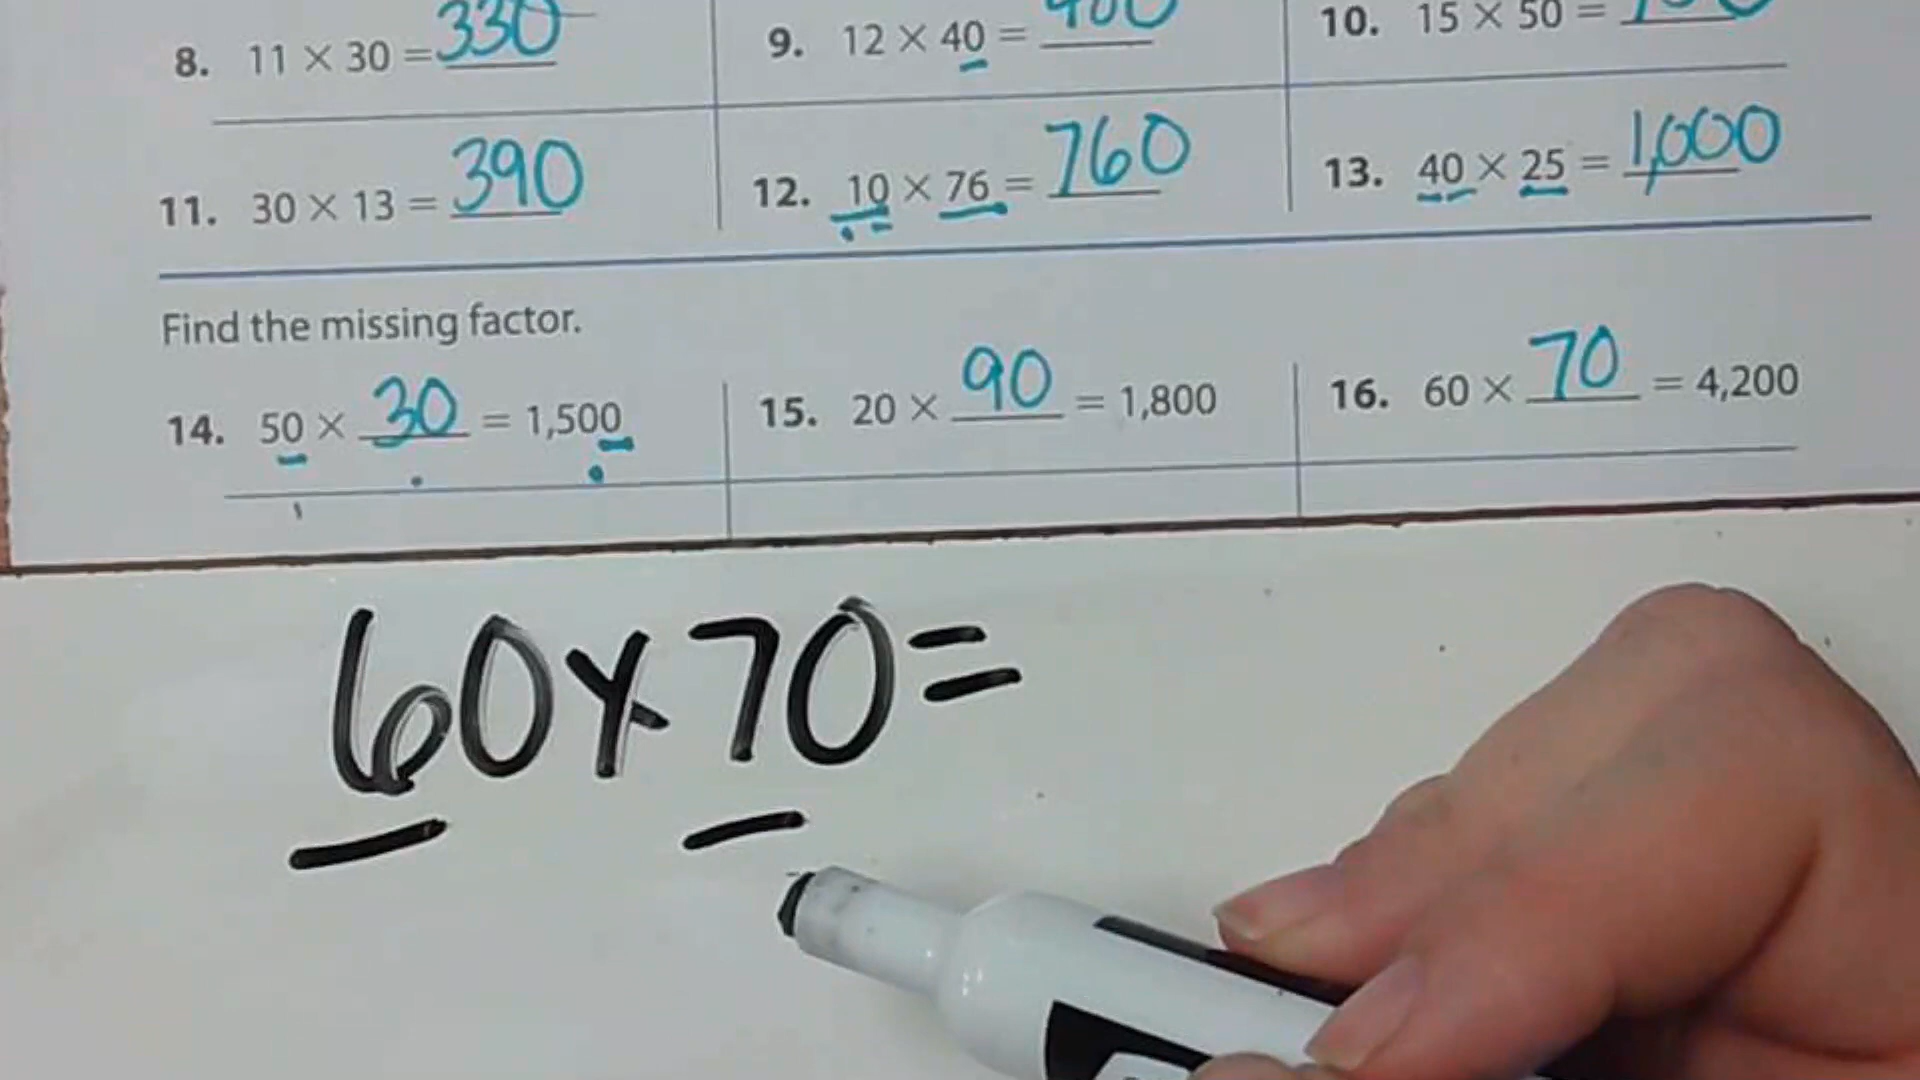 8. 11 × 30 = 330
9. 12 × 40 =
10. 15 × 50 =
11. 30 × 13 = 390
12. 10 × 76 = 760
13. 40 × 25 = 1,000
Find the missing factor.
14. 50 × 30 = 1,500
15. 20 × 90 = 1,800
16. 60 × 70 = 4,200
60x70=